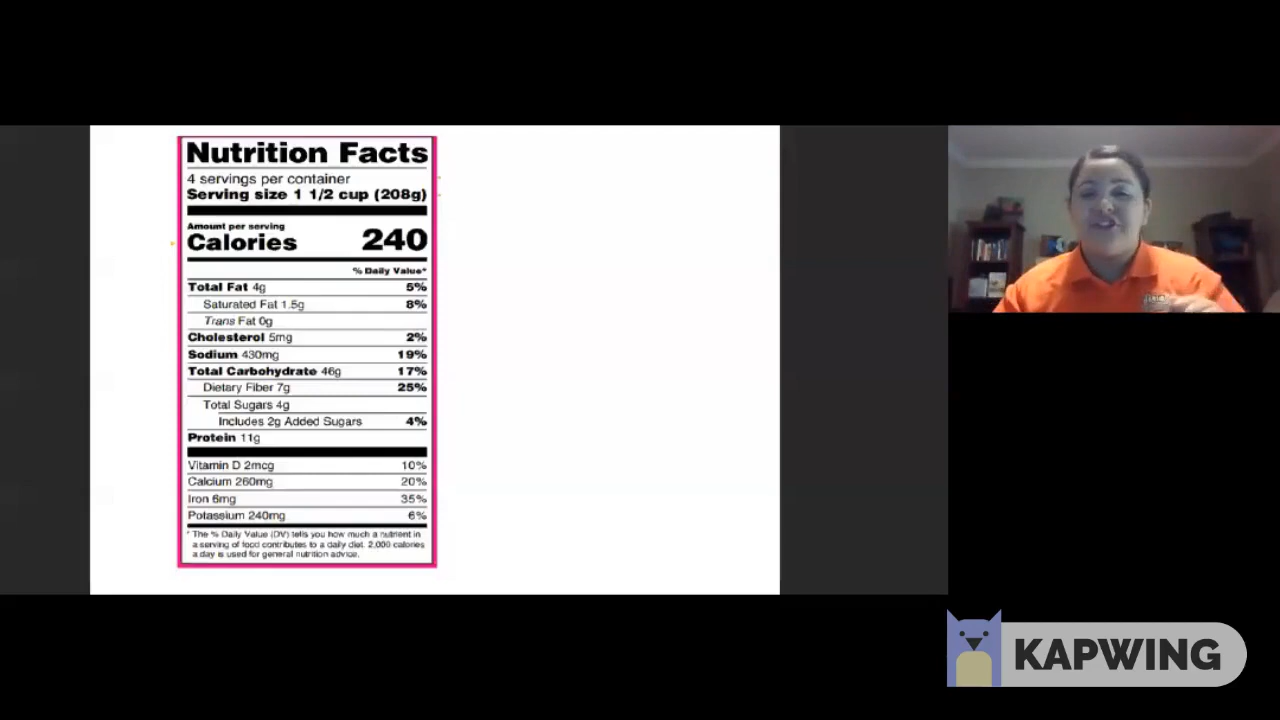 Nutrition Facts
4 servings per container
Serving size 1 1/2 cup (208g)
Amount per serving
Calories 240
% Daily Value*
Total Fat 4g 5%
Saturated Fat 1.5g 8%
Trans Fat 0g
Cholesterol 5mg 2%
Sodium 430mg 19%
Total Carbohydrate 46g 17%
Dietary Fiber 7g 25%
Total Sugars 4g
Includes 2g Added Sugars 4%
Protein 11g
Vitamin D 2mcg 10%
Calcium 260mg 20%
Iron 6mg 35%
Potassium 240mg 6%
* The % Daily Value (DV) tells you how much a nutrient in
a serving of food contributes to a daily diet. 2,000 calories
a day is used for general nutrition advice.
KAPWING